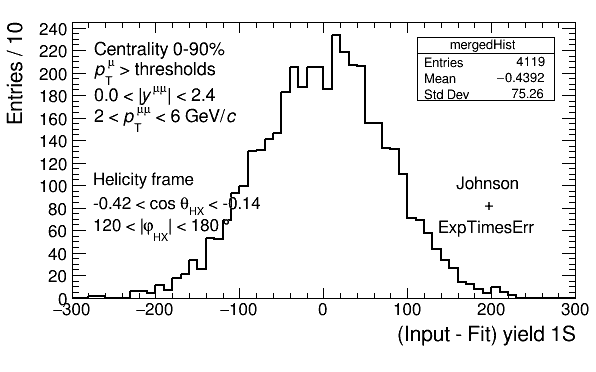 Entries / 10
240
220
200
180
160
140
120
100
80
60
40
20
0
Centrality 0-90%
p_T^μ > thresholds
0.0 < |y^μμ| < 2.4
2 < p_T^μμ < 6 GeV/c
Helicity frame
-0.42 < cos θ_HX < -0.14
120 < |φ_HX| < 180 °
mergedHist
Entries 4119
Mean −0.4392
Std Dev 75.26
Johnson
+
ExpTimesErr
−300 −200 −100 0 100 200 300
(Input - Fit) yield 1S